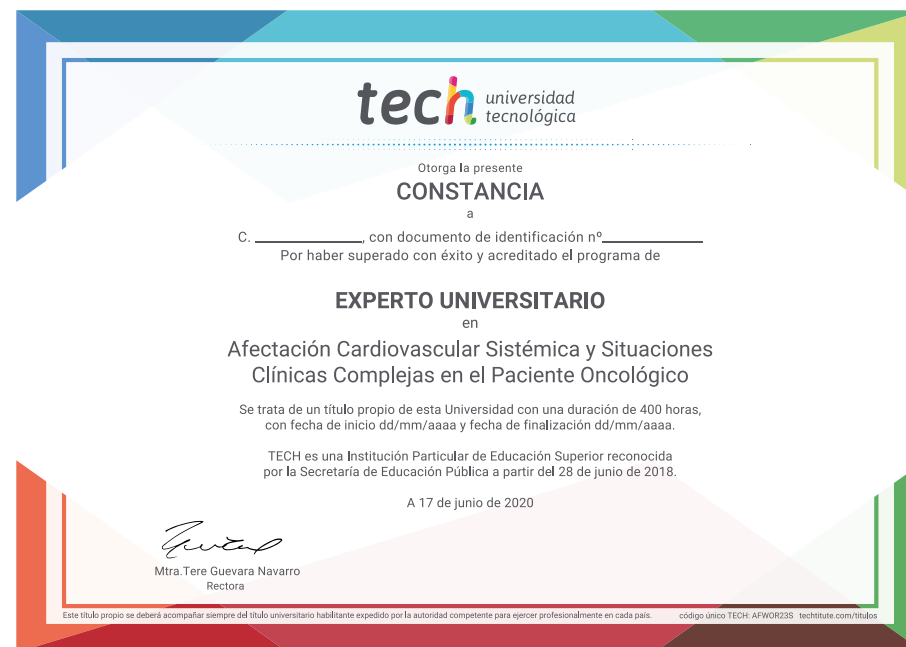 tech universidad
tecnológica
Otorga la presente
CONSTANCIA
a
C. ____________, con documento de identificación nº____________
Por haber superado con éxito y acreditado el programa de
EXPERTO UNIVERSITARIO
en
Afectación Cardiovascular Sistémica y Situaciones
Clínicas Complejas en el Paciente Oncológico
Se trata de un título propio de esta Universidad con una duración de 400 horas,
con fecha de inicio dd/mm/aaaa y fecha de finalización dd/mm/aaaa.
TECH es una Institución Particular de Educación Superior reconocida
por la Secretaría de Educación Pública a partir del 28 de junio de 2018.
A 17 de junio de 2020
Mtra.Tere Guevara Navarro
Rectora
Este título propio se deberá acompañar siempre del título universitario habilitante expedido por la autoridad competente para ejercer profesionalmente en cada país. código único TECH: AFWOR23S techtitute.com/titulos